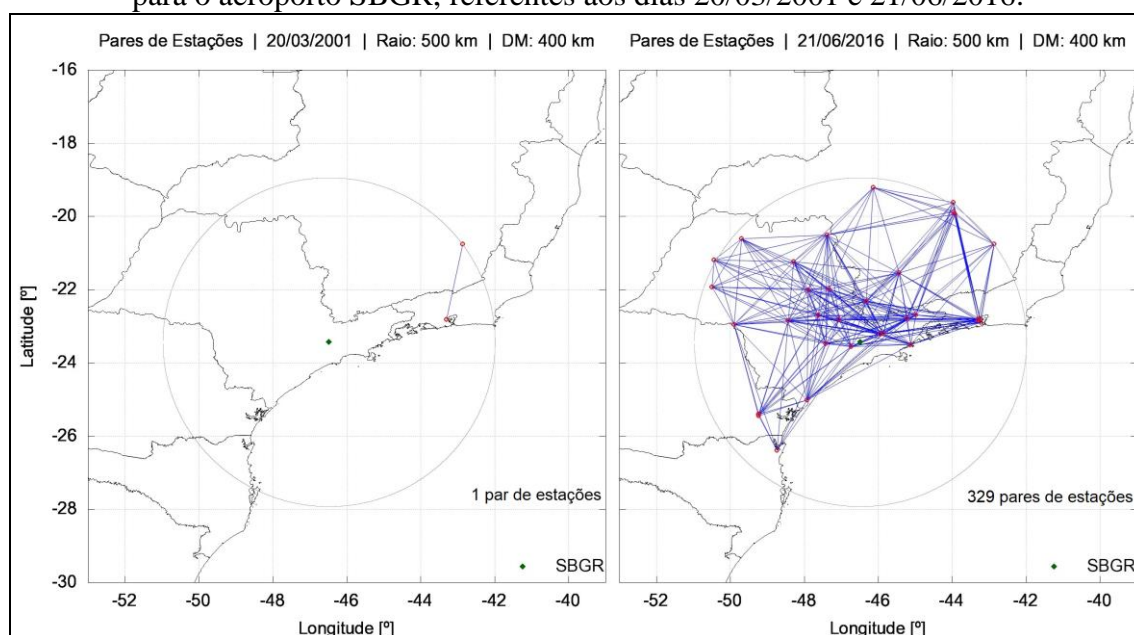 para o aeroporto SBGR, referentes aos dias 20/03/2001 e 21/06/2016.
Pares de Estações | 20/03/2001 | Raio: 500 km | DM: 400 km
-16
-18
-20
-22
-24
-26
-28
-30
Latitude [º]
1 par de estações
SBGR
-52 -50 -48 -46 -44 -42 -40
Longitude [º]
Pares de Estações | 21/06/2016 | Raio: 500 km | DM: 400 km
329 pares de estações
SBGR
-52 -50 -48 -46 -44 -42 -40
Longitude [º]